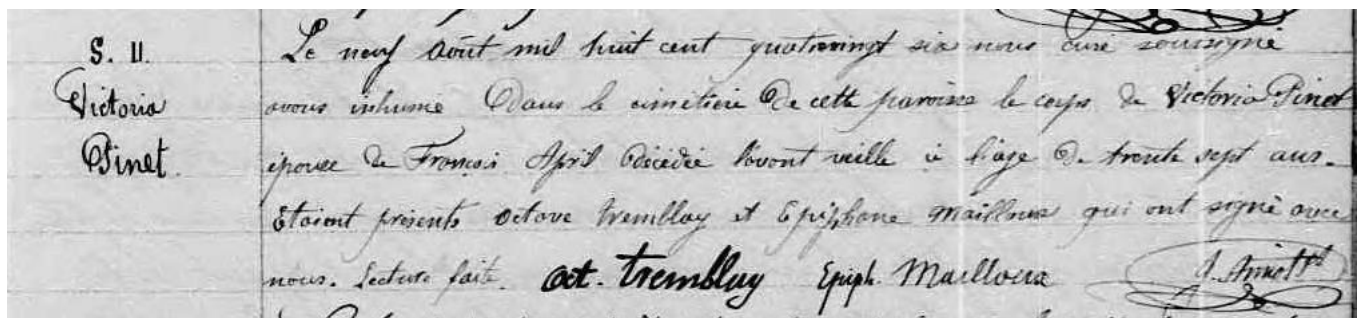 S. 11.
Victoria
Pinet.
Le neuf Août mil huit cent quatrevingt six nous curé soussigné
avons inhumé Dans le cimetière De cette paroisse le corps de Victoria Pinet
épouse de François April Décédée l'avant veille à l'age De trente sept ans.
Etaient présents Octave Tremblay et Epiphane Mailloux qui ont signé avec
nous. Lecture faite. Oct. Tremblay Epiph. Mailloux